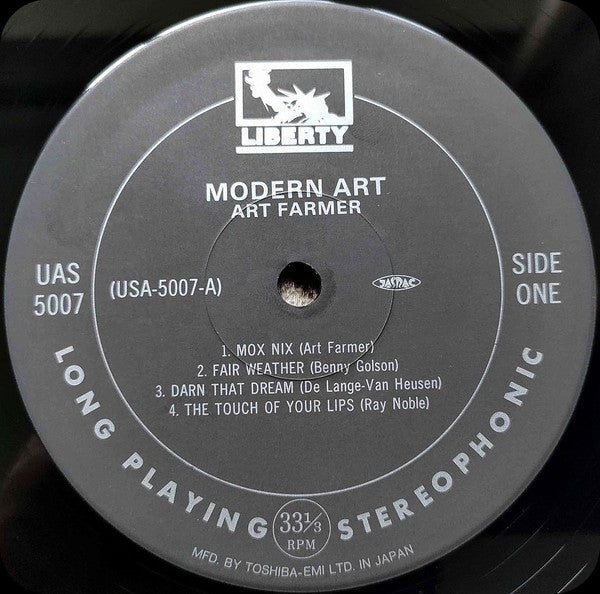 LIBERTY
MODERN ART
ART FARMER
UAS
5007
(USA-5007-A)
JASRAC
SIDE
ONE
1. MOX NIX (Art Farmer)
2. FAIR WEATHER (Benny Golson)
3. DARN THAT DREAM (De Lange-Van Heusen)
4. THE TOUCH OF YOUR LIPS (Ray Noble)
LONG PLAYING 33⅓ RPM STEREOPHONIC
MFD. BY TOSHIBA-EMI LTD. IN JAPAN